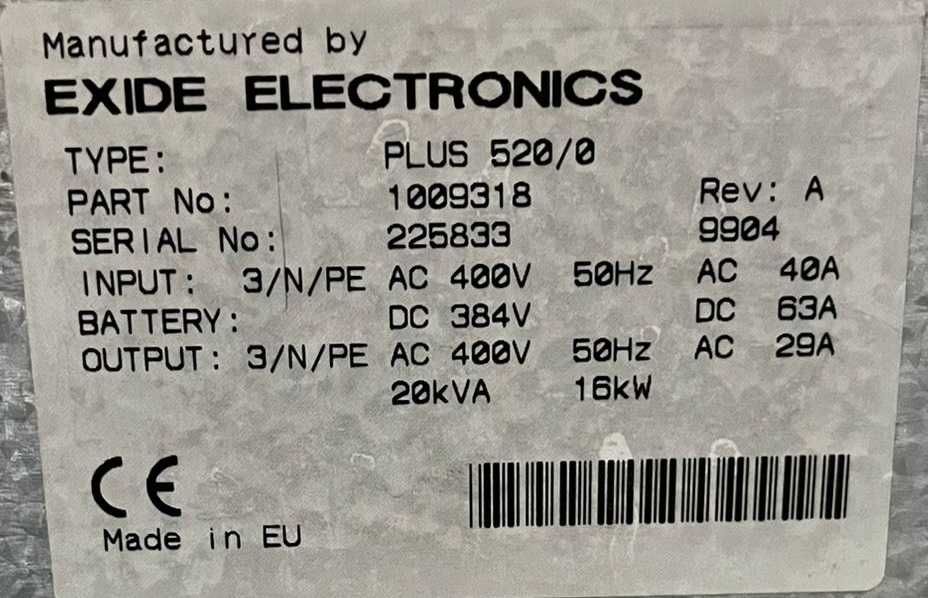 Manufactured by
EXIDE ELECTRONICS
TYPE: PLUS 520/0
PART No: 1009318 Rev: A
SERIAL No: 225833 9904
INPUT: 3/N/PE AC 400V 50Hz AC 40A
BATTERY: DC 384V DC 63A
OUTPUT: 3/N/PE AC 400V 50Hz AC 29A
20kVA 16kW
CE
Made in EU